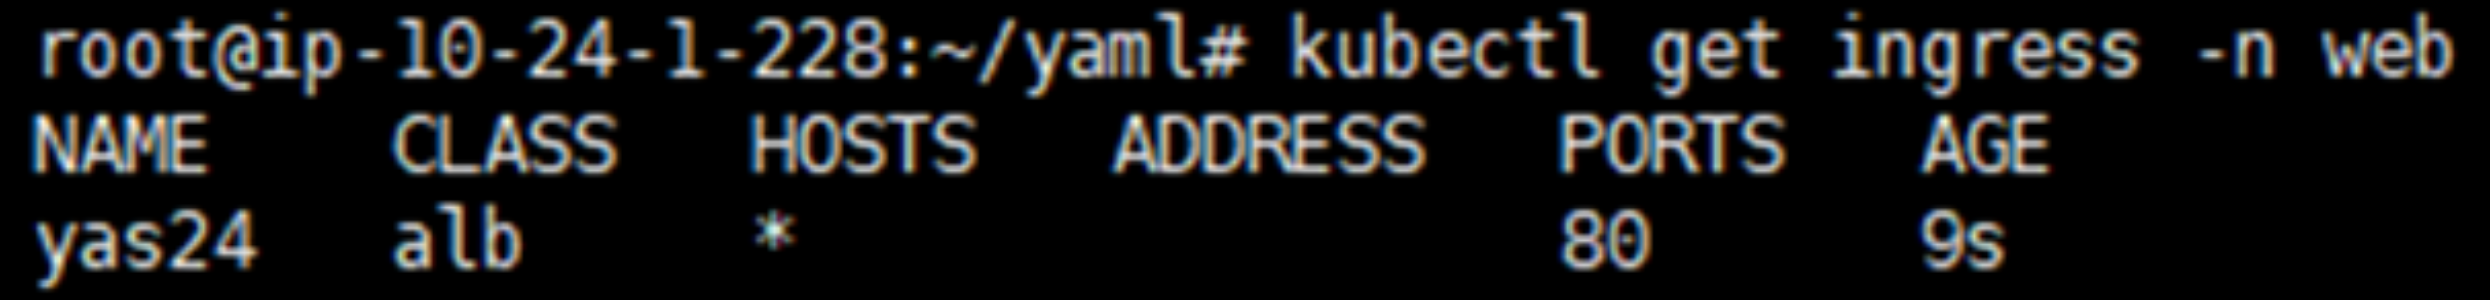 root@ip-10-24-1-228:~/yaml# kubectl get ingress -n web
NAME    CLASS   HOSTS   ADDRESS   PORTS   AGE
yas24   alb     *                 80      9s